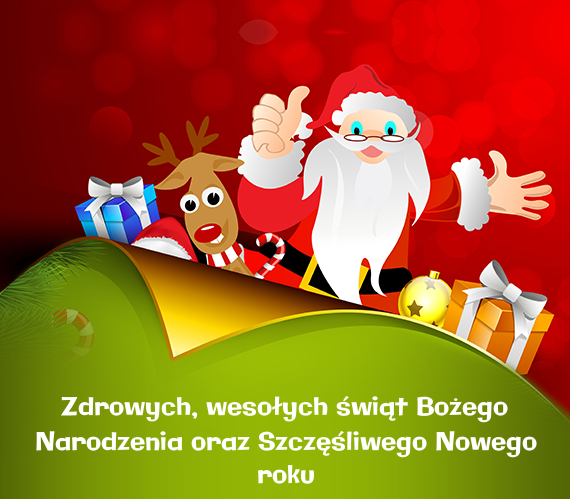 Zdrowych, wesołych świąt Bożego
Narodzenia oraz Szczęśliwego Nowego
roku